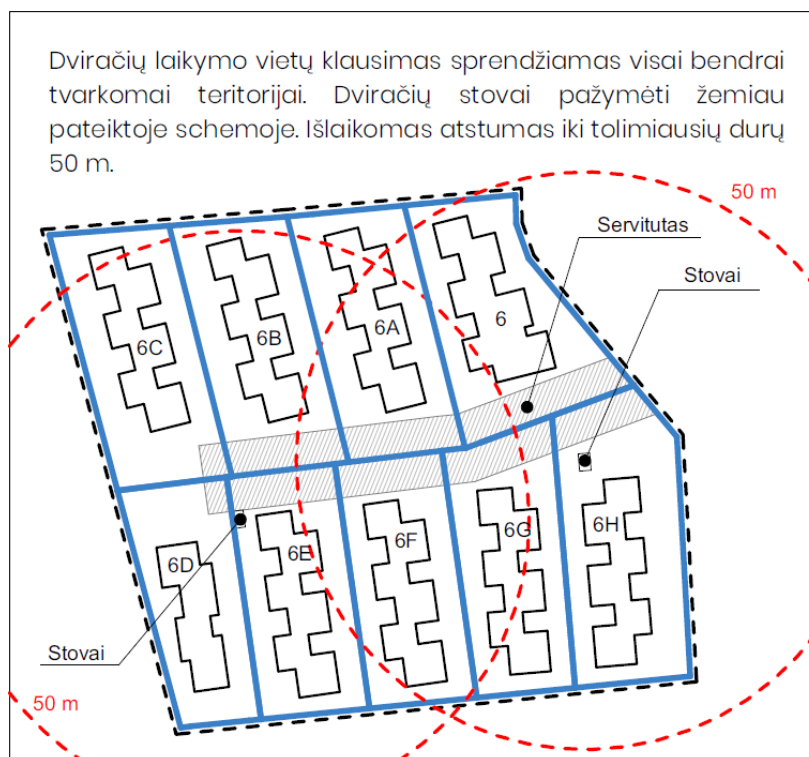 Dviračių laikymo vietų klausimas sprendžiamas visai bendrai
tvarkomai teritorijai. Dviračių stovai pažymėti žemiau
pateiktoje schemoje. Išlaikomas atstumas iki tolimiausių durų
50 m.
50 m
Servitutas
Stovai
6C
6B
6A
6
6D
6E
6F
6G
6H
Stovai
50 m